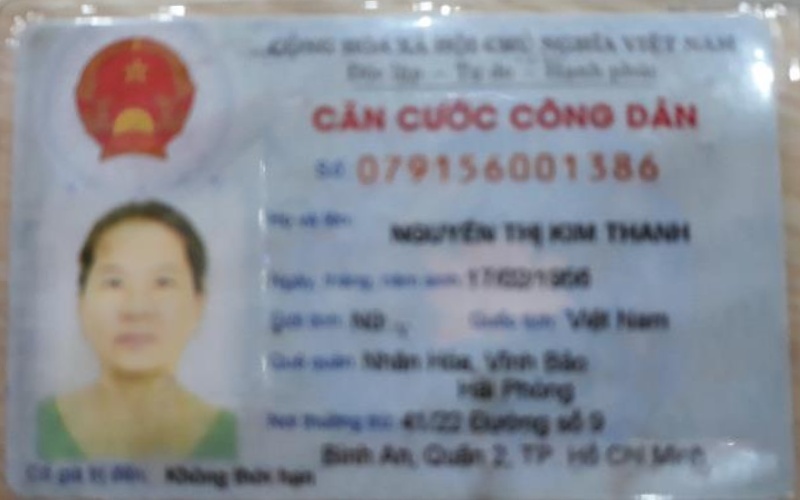 CỘNG HÒA XÃ HỘI CHỦ NGHĨA VIỆT NAM
Độc lập - Tự do - Hạnh phúc
CĂN CƯỚC CÔNG DÂN
Số: 079156001386
Họ và tên:
NGUYỄN THỊ KIM THANH
Ngày, tháng, năm sinh: 17/02/1956
Giới tính: Nữ Quốc tịch: Việt Nam
Quê quán: Nhân Hòa, Vĩnh Bảo
Hải Phòng
Nơi thường trú: 41/22 Đường số 9
Bình An, Quận 2, TP Hồ Chí Minh
Có giá trị đến: Không thời hạn